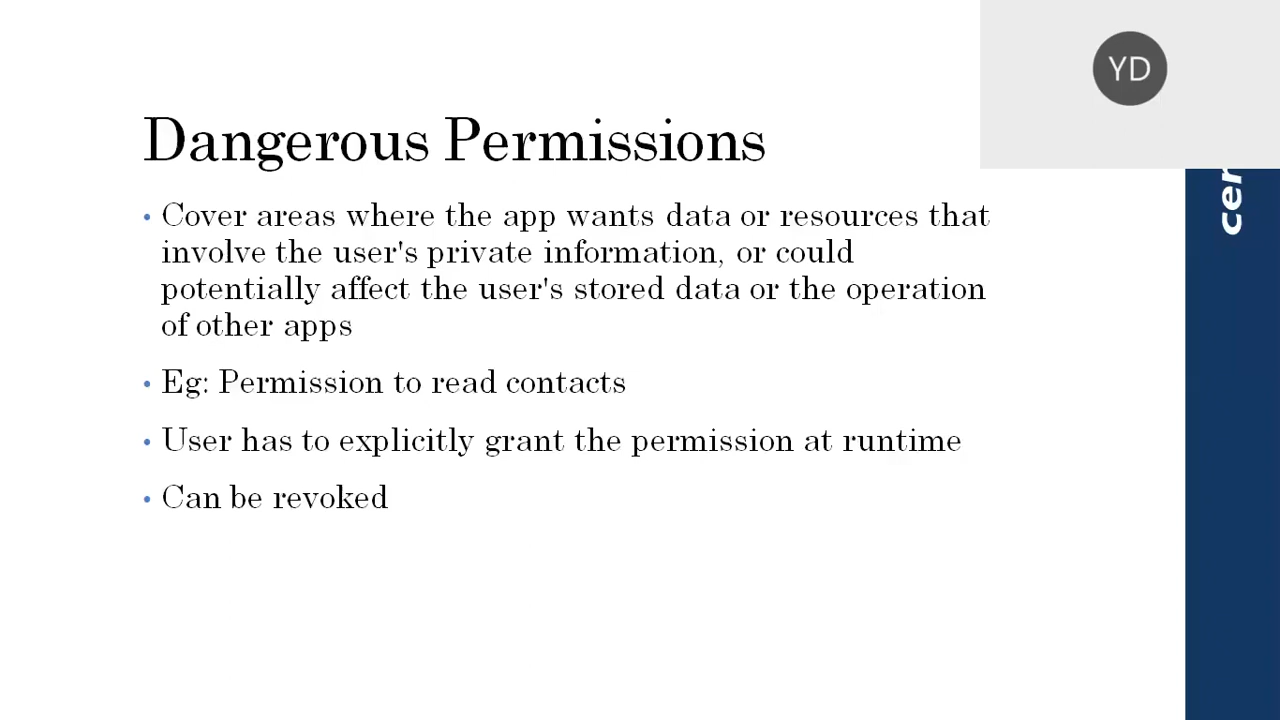 YD
Dangerous Permissions
• Cover areas where the app wants data or resources that
involve the user's private information, or could
potentially affect the user's stored data or the operation
of other apps
• Eg: Permission to read contacts
• User has to explicitly grant the permission at runtime
• Can be revoked